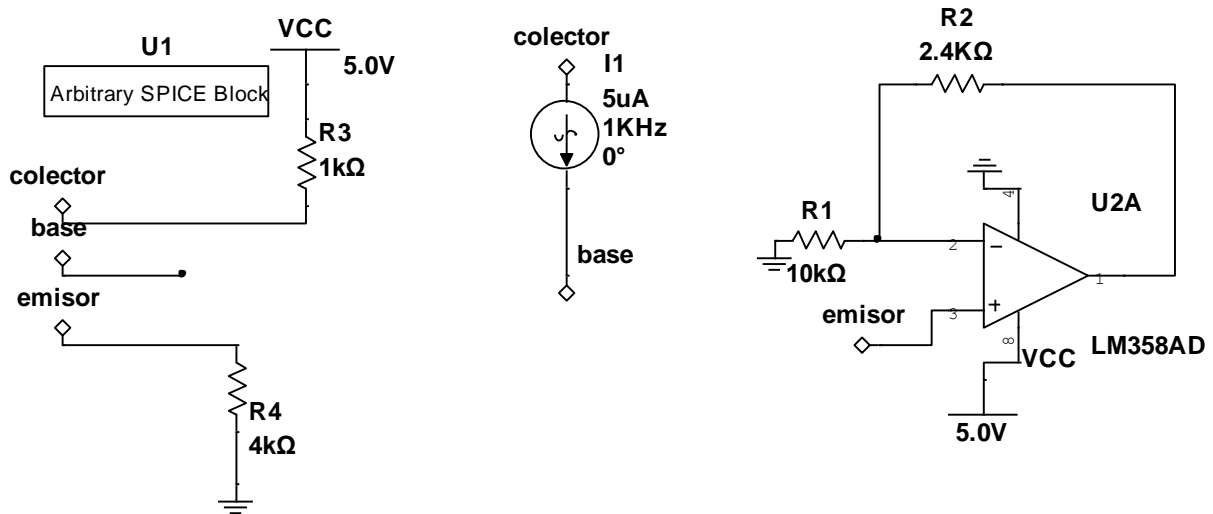 U1
Arbitrary SPICE Block
VCC
5.0V
R3
1kΩ
colector
base
emisor
R4
4kΩ
colector
I1
5uA
1KHz
0°
base
R2
2.4KΩ
R1
10kΩ
4
U2A
2
1
3
8
emisor
LM358AD
VCC
5.0V